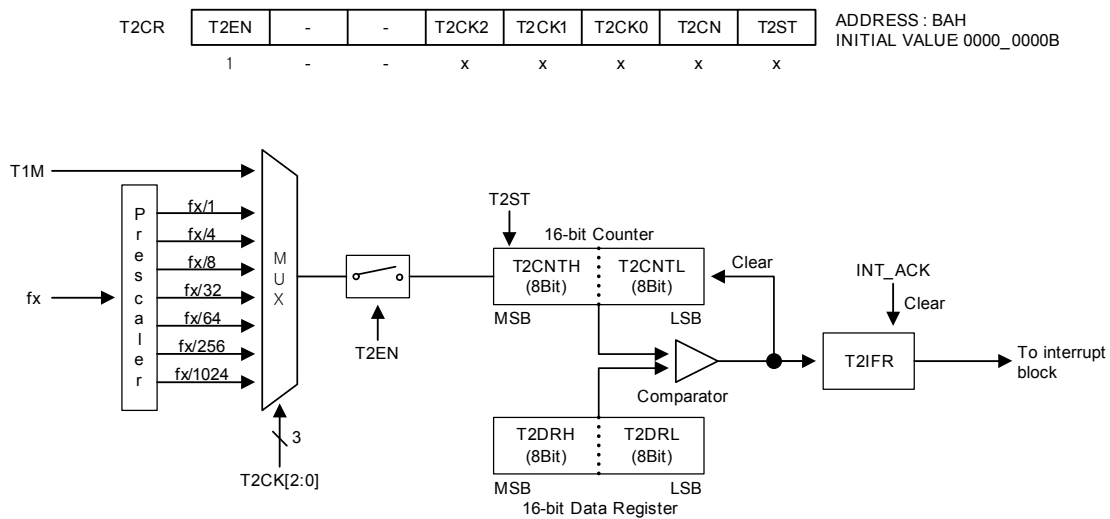 T2CR T2EN - - T2CK2 T2CK1 T2CK0 T2CN T2ST
ADDRESS : BAH
INITIAL VALUE: 0000_0000B
1 - - x x x x x
T1M
Prescaler
fx/1
fx/4
fx/8
fx/32
fx/64
fx/256
fx/1024
fx
MUX
3
T2CK[2:0]
T2EN
T2ST
16-bit Counter
T2CNTH
(8Bit)
T2CNTL
(8Bit)
MSB
LSB
Clear
Comparator
T2DRH
(8Bit)
T2DRL
(8Bit)
MSB
LSB
16-bit Data Register
INT_ACK
Clear
T2IFR
To interrupt
block